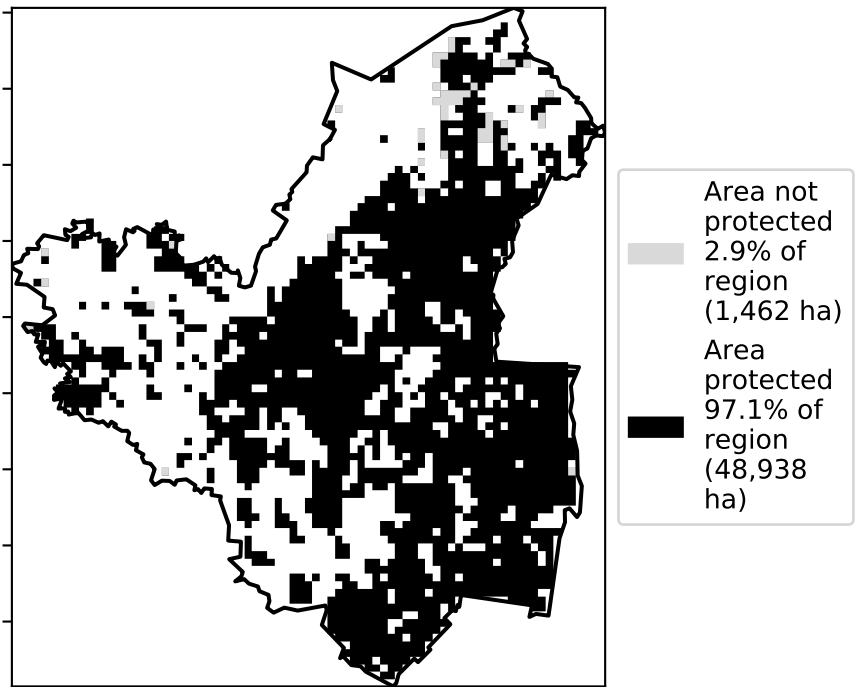 Area not
protected
2.9% of
region
(1,462 ha)
Area
protected
97.1% of
region
(48,938
ha)